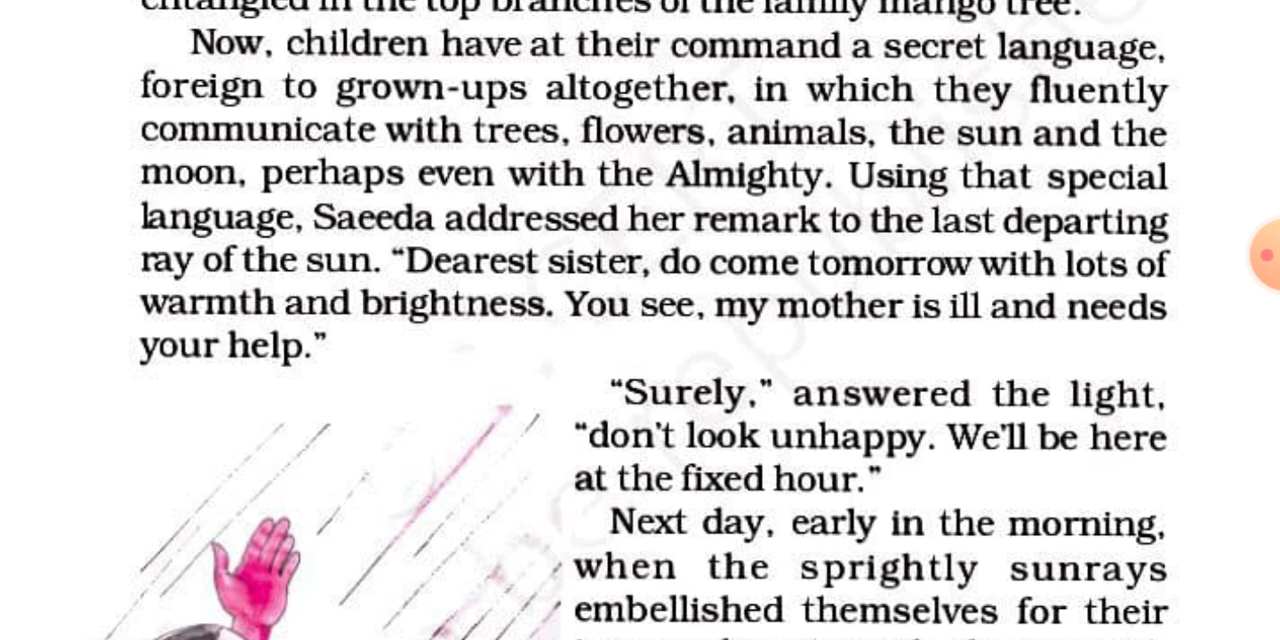 entangled in the top branches of the family mango tree.
Now, children have at their command a secret language,
foreign to grown-ups altogether, in which they fluently
communicate with trees, flowers, animals, the sun and the
moon, perhaps even with the Almighty. Using that special
language, Saeeda addressed her remark to the last departing
ray of the sun. “Dearest sister, do come tomorrow with lots of
warmth and brightness. You see, my mother is ill and needs
your help.”
“Surely,” answered the light,
“don't look unhappy. We'll be here
at the fixed hour.”
Next day, early in the morning,
when the sprightly sunrays
embellished themselves for their